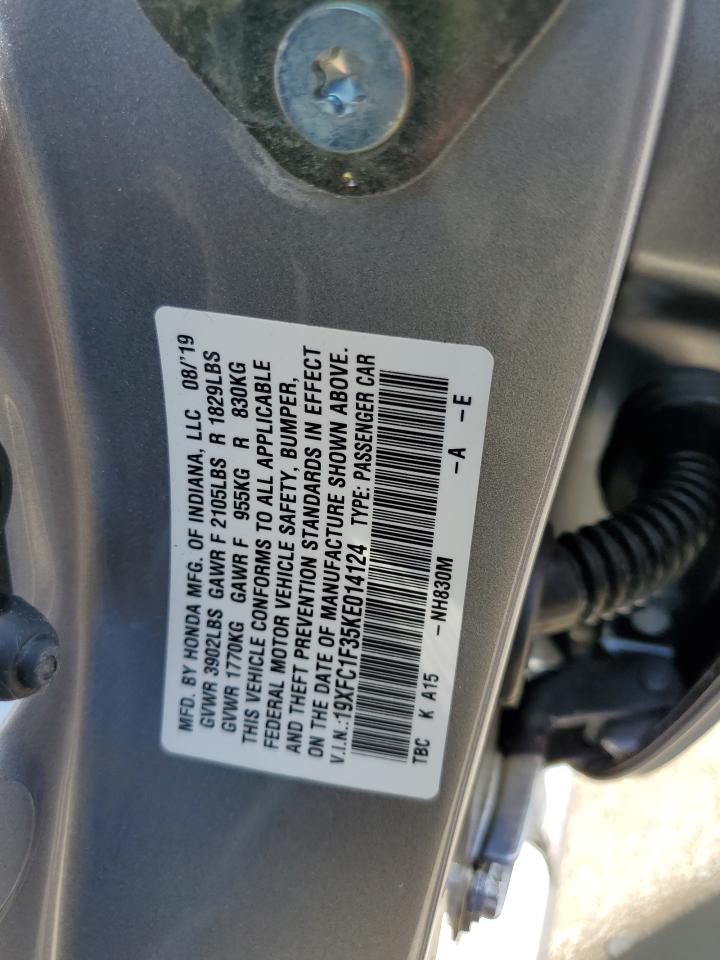 MFD. BY HONDA MFG. OF INDIANA, LLC 08/'19
GVWR 3902LBS GAWR F 2105LBS R 1829LBS
GVWR 1770KG GAWR F 955KG R 830KG
THIS VEHICLE CONFORMS TO ALL APPLICABLE
FEDERAL MOTOR VEHICLE SAFETY, BUMPER,
AND THEFT PREVENTION STANDARDS IN EFFECT
ON THE DATE OF MANUFACTURE SHOWN ABOVE.
V.I.N.:19XFC1F35KE014124 TYPE: PASSENGER CAR
TBC K A15 -NH830M -A -E